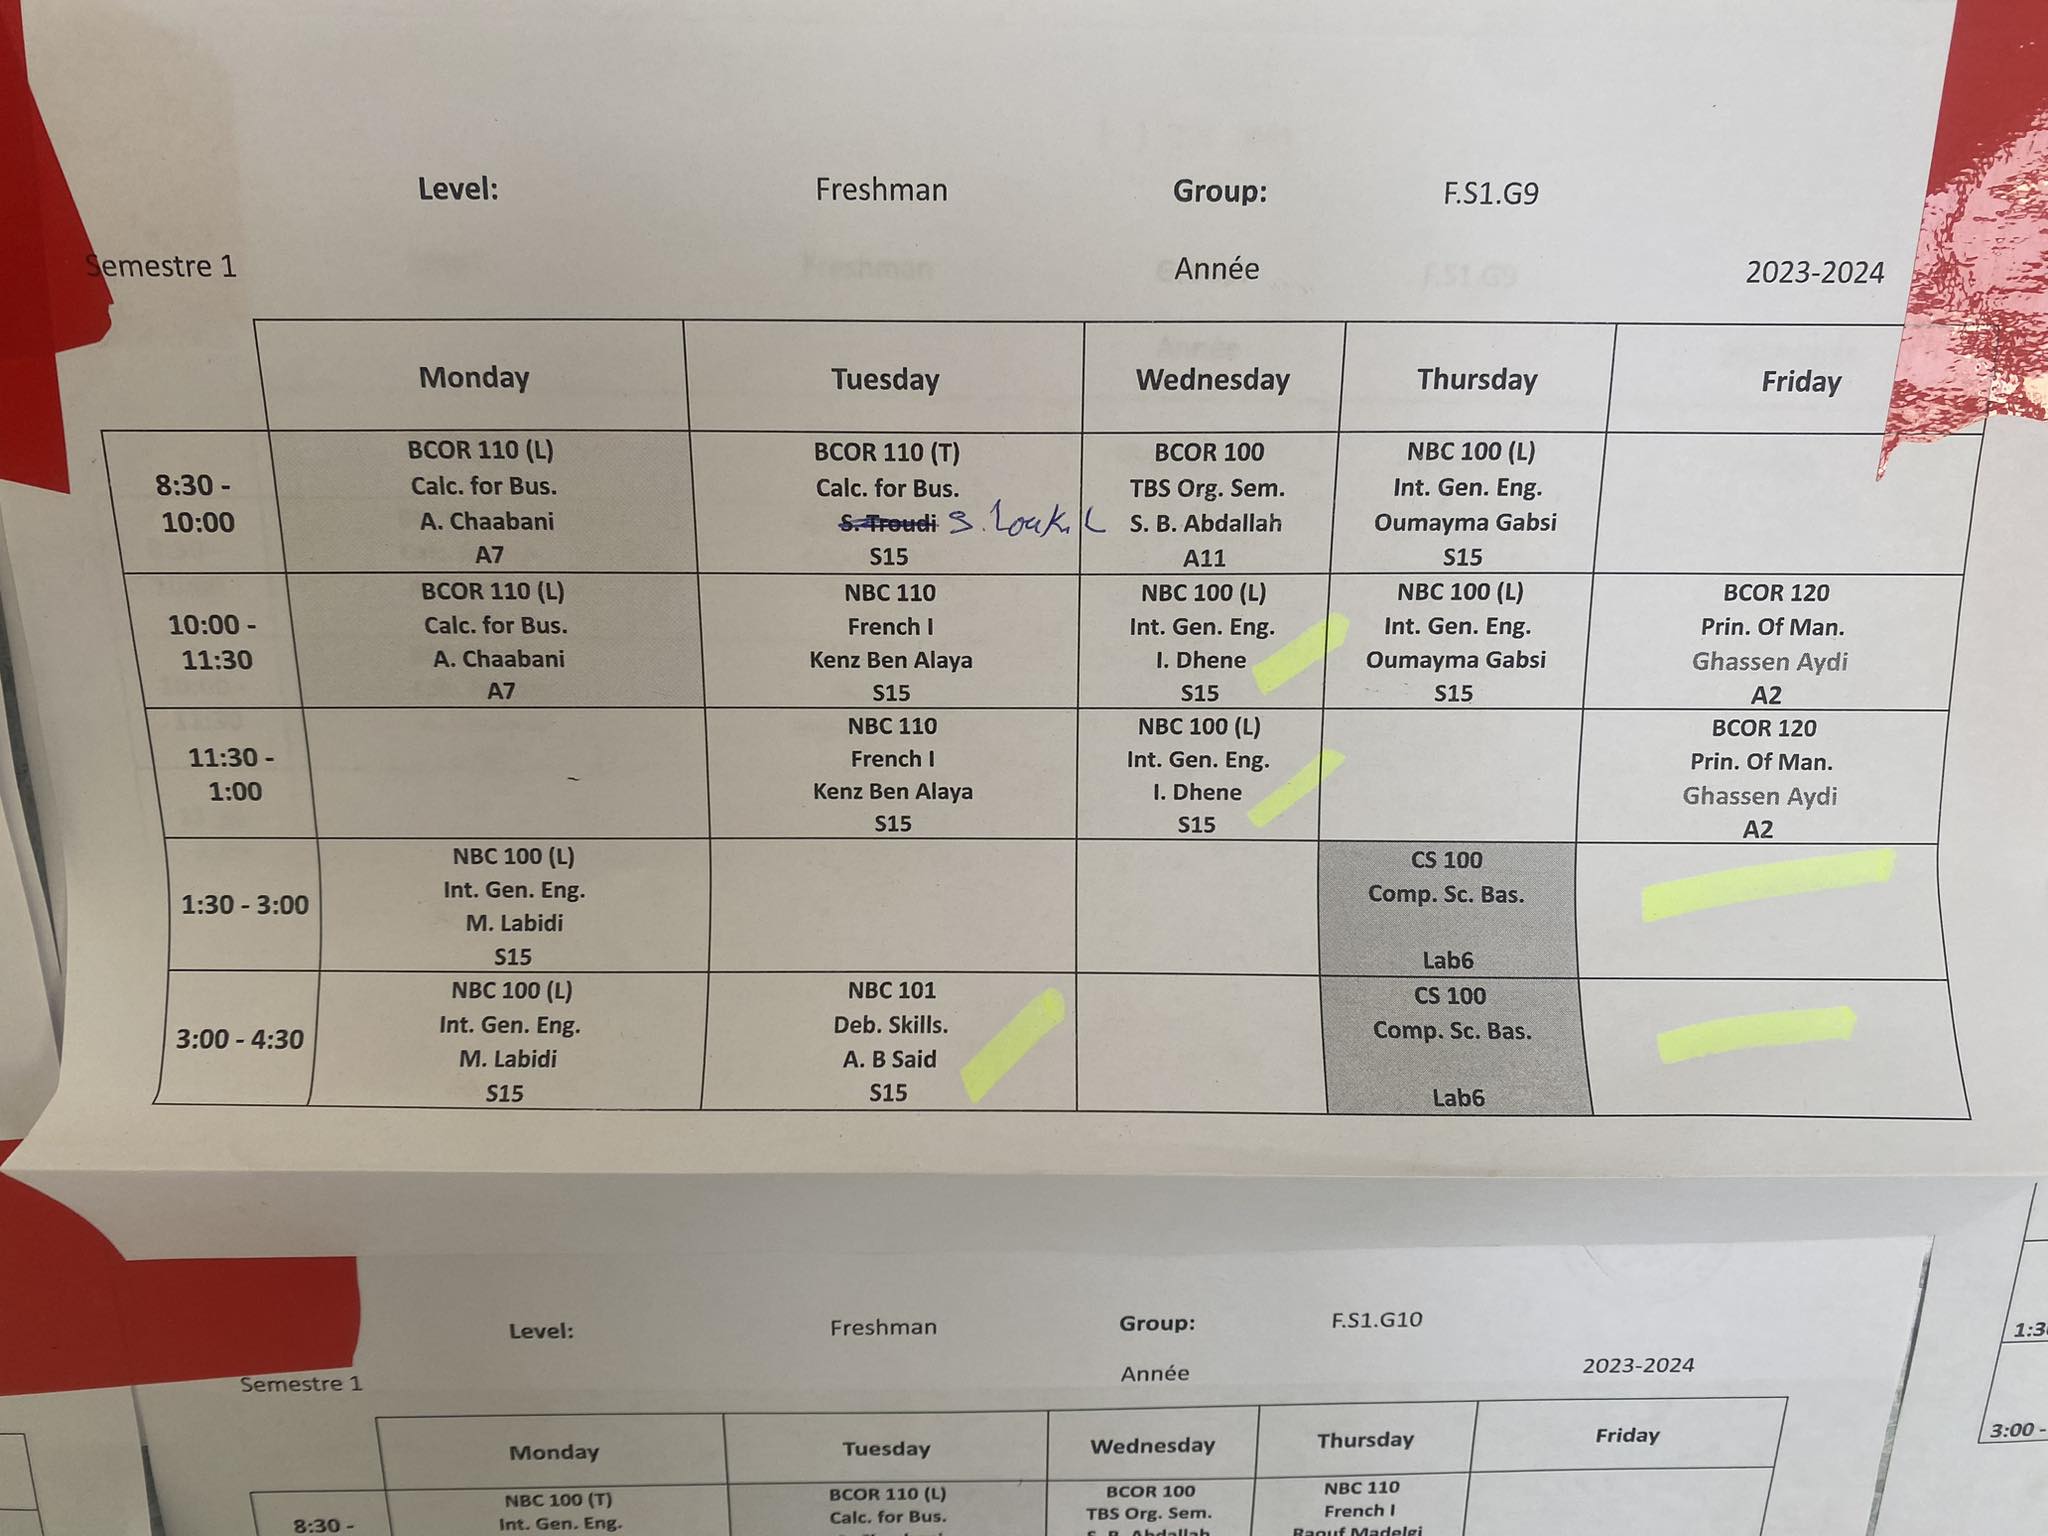 Level: Freshman Group: F.S1.G9
Semestre 1 Année 2023-2024
Monday Tuesday Wednesday Thursday Friday
8:30 - 10:00
BCOR 110 (L)
Calc. for Bus.
A. Chaabani
A7
BCOR 110 (T)
Calc. for Bus.
S. Troudi S. Loukil
S15
BCOR 100
TBS Org. Sem.
S. B. Abdallah
A11
NBC 100 (L)
Int. Gen. Eng.
Oumayma Gabsi
S15
10:00 - 11:30
BCOR 110 (L)
Calc. for Bus.
A. Chaabani
A7
NBC 110
French I
Kenz Ben Alaya
S15
NBC 100 (L)
Int. Gen. Eng.
I. Dhene
S15
NBC 100 (L)
Int. Gen. Eng.
Oumayma Gabsi
S15
BCOR 120
Prin. Of Man.
Ghassen Aydi
A2
11:30 - 1:00
NBC 110
French I
Kenz Ben Alaya
S15
NBC 100 (L)
Int. Gen. Eng.
I. Dhene
S15
BCOR 120
Prin. Of Man.
Ghassen Aydi
A2
1:30 - 3:00
NBC 100 (L)
Int. Gen. Eng.
M. Labidi
S15
CS 100
Comp. Sc. Bas.
Lab6
3:00 - 4:30
NBC 100 (L)
Int. Gen. Eng.
M. Labidi
S15
NBC 101
Deb. Skills.
A. B Said
S15
CS 100
Comp. Sc. Bas.
Lab6
Level: Freshman Group: F.S1.G10
Semestre 1 Année 2023-2024
Monday Tuesday Wednesday Thursday Friday
8:30 -
NBC 100 (T)
Int. Gen. Eng.
BCOR 110 (L)
Calc. for Bus.
BCOR 100
TBS Org. Sem.
S. B. Abdallah
NBC 110
French I
Raouf Madelgi
3:00 -